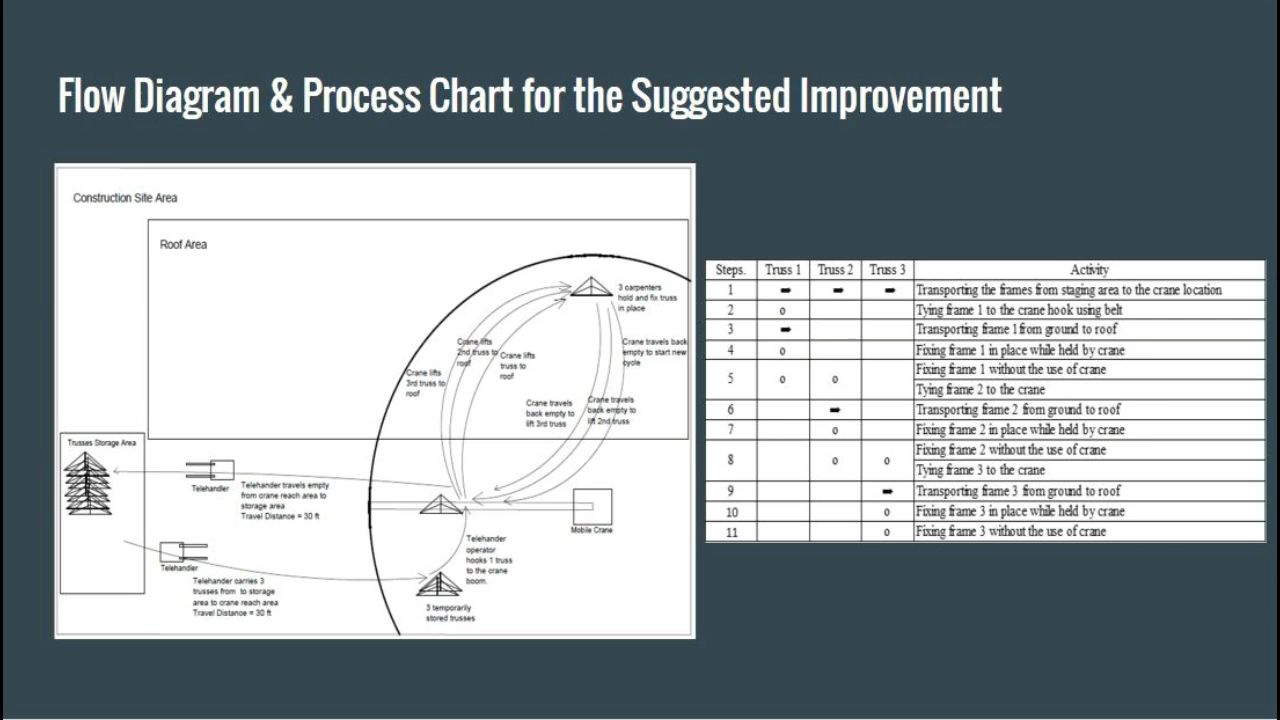 Flow Diagram & Process Chart for the Suggested Improvement
Construction Site Area
Roof Area
3 carpenters
hold and fix truss
in place
Crane lifts
2nd truss to
roof
Crane lifts
truss to
roof
Crane travels back
empty to start new
cycle
Crane lifts
3rd truss to
roof
Crane travels
back empty to
lift 3rd truss
Crane travels
back empty to
lift 2nd truss
Trusses Storage Area
Telehandler
Telehandler travels empty
from crane reach area to
storage area
Travel Distance = 30 ft
Mobile Crane
Telehander
operator
hooks 1 truss
to the crane
boom.
Telehandler
Telehandler carries 3
trusses from to storage
area to crane reach area
Travel Distance = 30 ft
3 temporarily
stored trusses
Steps. Truss 1 Truss 2 Truss 3 Activity
1 ➡ ➡ ➡ Transporting the frames from staging area to the crane location
2 o Tying frame 1 to the crane hook using belt
3 ➡ Transporting frame 1from ground to roof
4 o Fixing frame 1 in place while held by crane
5 o o Fixing frame 1 without the use of crane
Tying frame 2 to the crane
6 ➡ Transporting frame 2 from ground to roof
7 o Fixing frame 2 in place while held by crane
8 o o Fixing frame 2 without the use of crane
Tying frame 3 to the crane
9 ➡ Transporting frame 3 from ground to roof
10 o Fixing frame 3 in place while held by crane
11 o Fixing frame 3 without the use of crane